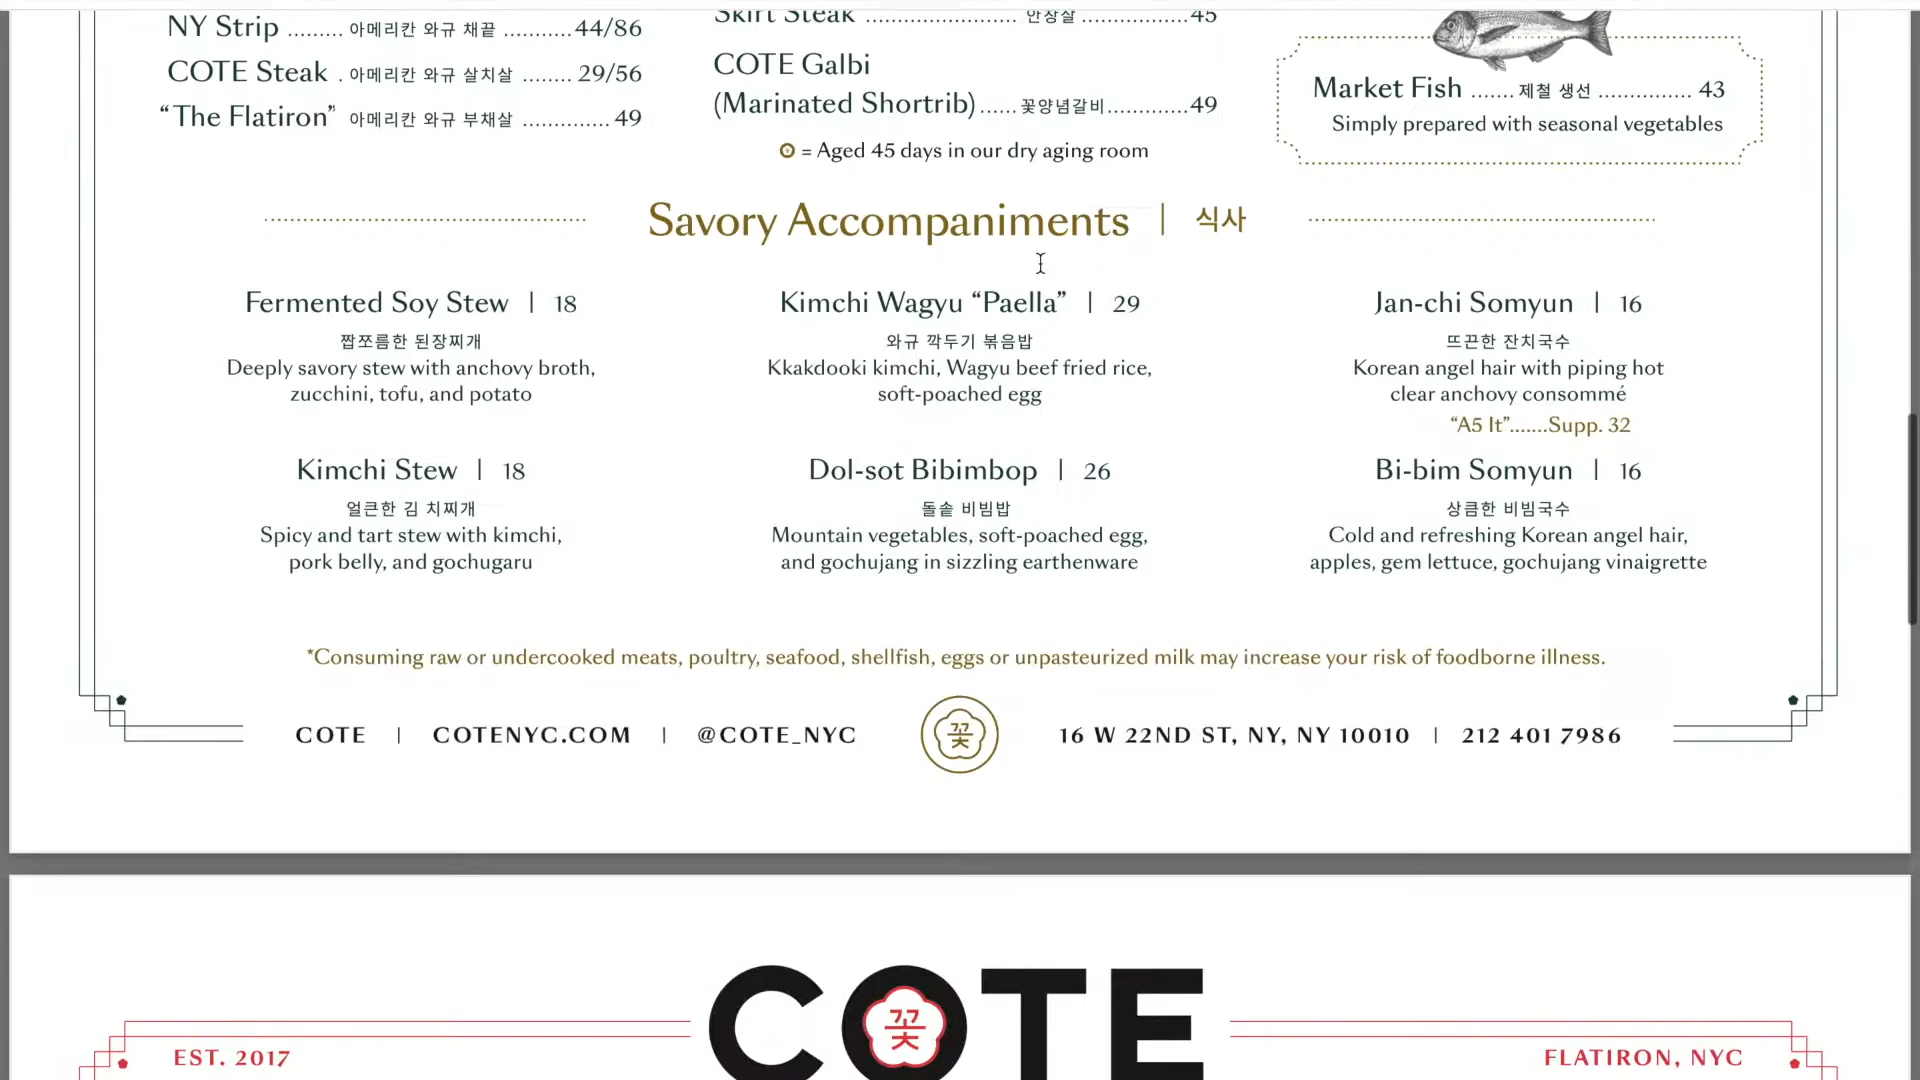 NY Strip ......... 아메리칸 와규 채끝 ...........44/86
COTE Steak . 아메리칸 와규 살치살 ........ 29/56
“The Flatiron” 아메리칸 와규 부채살 .............. 49
Skirt Steak ........................ 안창살 .................45
COTE Galbi
(Marinated Shortrib)...... 꽃양념갈비.............49
= Aged 45 days in our dry aging room
Market Fish ....... 제철 생선 ............... 43
Simply prepared with seasonal vegetables
Savory Accompaniments | 식사
Fermented Soy Stew | 18
짭쪼름한 된장찌개
Deeply savory stew with anchovy broth,
zucchini, tofu, and potato
Kimchi Wagyu “Paella” | 29
와규 깍두기 볶음밥
Kkakdooki kimchi, Wagyu beef fried rice,
soft-poached egg
Jan-chi Somyun | 16
뜨끈한 잔치국수
Korean angel hair with piping hot
clear anchovy consommé
“A5 It”.......Supp. 32
Kimchi Stew | 18
얼큰한 김 치찌개
Spicy and tart stew with kimchi,
pork belly, and gochugaru
Dol-sot Bibimbop | 26
돌솥 비빔밥
Mountain vegetables, soft-poached egg,
and gochujang in sizzling earthenware
Bi-bim Somyun | 16
상큼한 비빔국수
Cold and refreshing Korean angel hair,
apples, gem lettuce, gochujang vinaigrette
*Consuming raw or undercooked meats, poultry, seafood, shellfish, eggs or unpasteurized milk may increase your risk of foodborne illness.
COTE | COTENYC.COM | @COTE_NYC 꽃 16 W 22ND ST, NY, NY 10010 | 212 401 7986
COTE
꽃
EST. 2017
FLATIRON, NYC